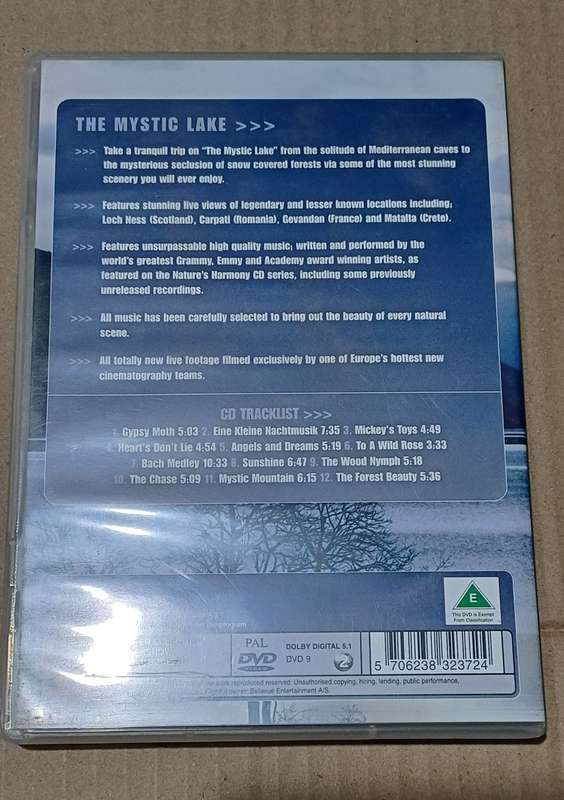 THE MYSTIC LAKE >>>
>>> Take a tranquil trip on "The Mystic Lake" from the solitude of Mediterranean caves to
the mysterious seclusion of snow covered forests via some of the most stunning
scenery you will ever enjoy.
>>> Features stunning live views of legendary and lesser known locations including;
Loch Ness (Scotland), Carpati (Romania), Gevandan (France) and Matalta (Crete).
>>> Features unsurpassable high quality music; written and performed by the
world's greatest Grammy, Emmy and Academy award winning artists, as
featured on the Nature's Harmony CD series, including some previously
unreleased recordings.
>>> All music has been carefully selected to bring out the beauty of every natural
scene.
>>> All totally new live footage filmed exclusively by one of Europe's hottest new
cinematography teams.
CD TRACKLIST >>>
1. Gypsy Moth 5:03 2. Eine Kleine Nachtmusik 7:35 3. Mickey's Toys 4:49
4. Heart's Don't Lie 4:54 5. Angels and Dreams 5:19 6. To A Wild Rose 3:33
7. Bach Medley 10:33 8. Sunshine 6:47 9. The Wood Nymph 5:18
10. The Chase 5:09 11. Mystic Mountain 6:15 12. The Forest Beauty 5:36
E
This DVD is Exempt
From Classification
program
PAL
DVD
VIDEO
DOLBY DIGITAL 5.1
DVD 9
2
5 706238 323724
work reproduced reserved. Unauthorised copying, hiring, lending, public performance,
owner: Bellevue Entertainment A/S.